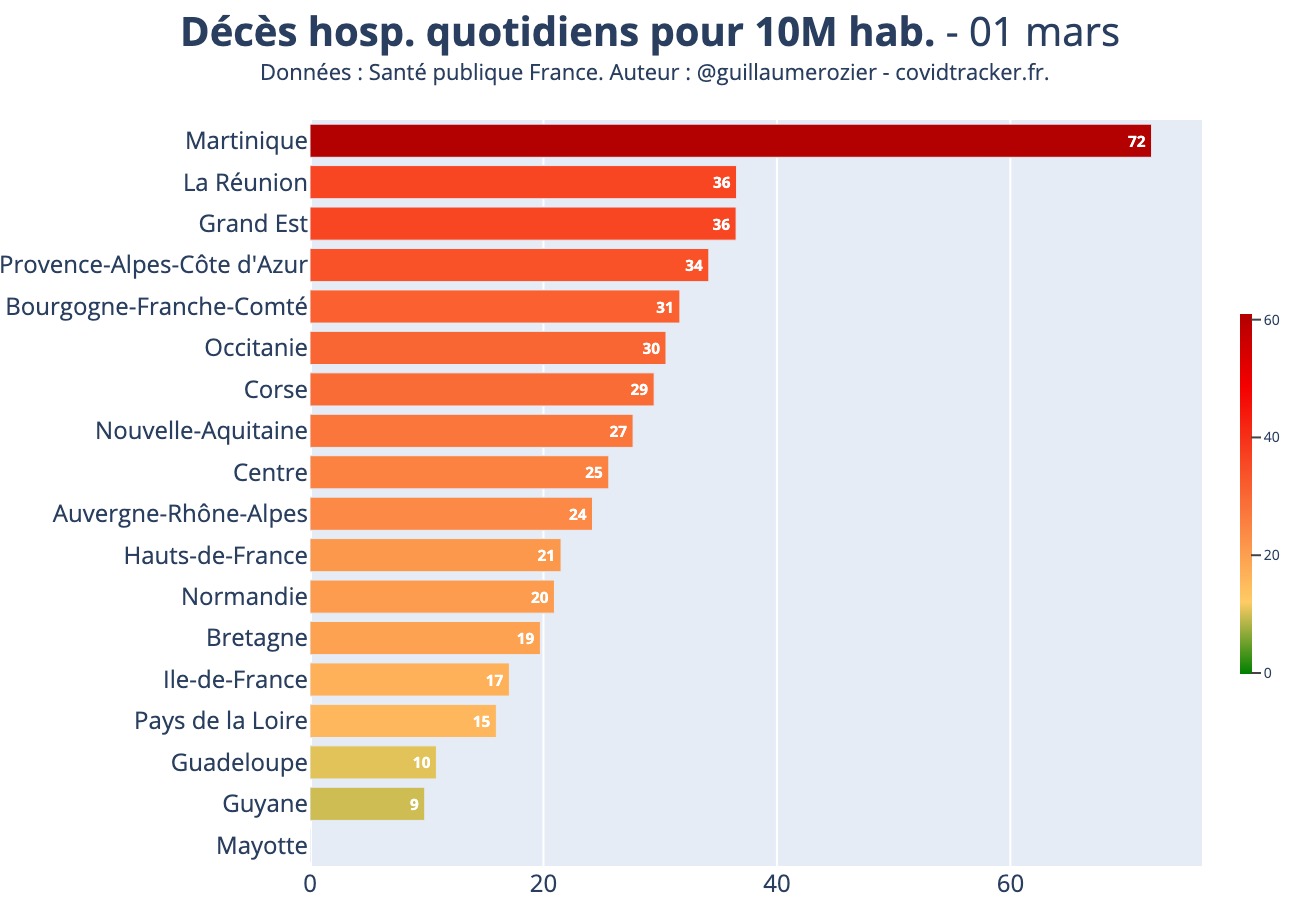 Décès hosp. quotidiens pour 10M hab. - 01 mars
Données : Santé publique France. Auteur : @guillaumerozier - covidtracker.fr.
Martinique 72
La Réunion 36
Grand Est 36
Provence-Alpes-Côte d'Azur 34
Bourgogne-Franche-Comté 31
Occitanie 30
Corse 29
Nouvelle-Aquitaine 27
Centre 25
Auvergne-Rhône-Alpes 24
Hauts-de-France 21
Normandie 20
Bretagne 19
Ile-de-France 17
Pays de la Loire 15
Guadeloupe 10
Guyane 9
Mayotte
0 20 40 60
60
40
20
0